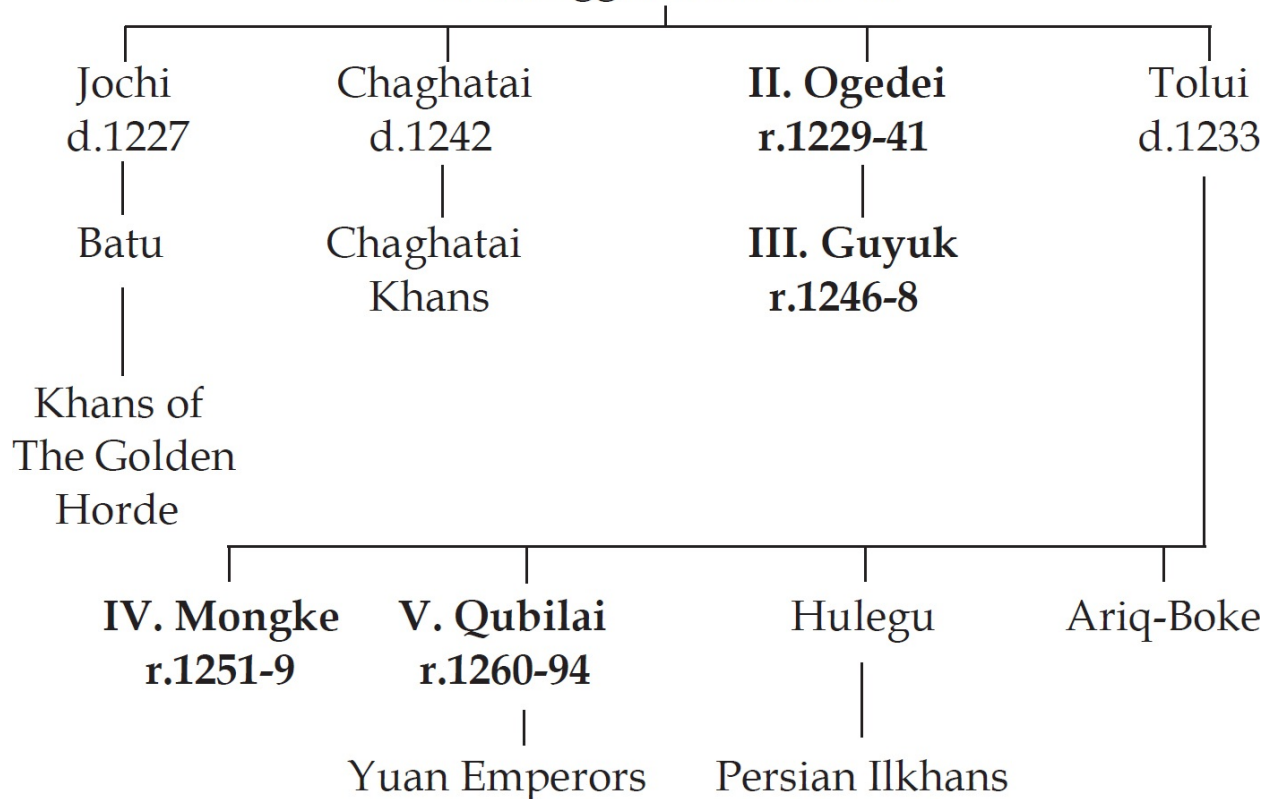 Jochi
d.1227
Chaghatai
d.1242
II. Ogedei
r.1229-41
Tolui
d.1233
Batu
Chaghatai
Khans
III. Guyuk
r.1246-8
Khans of
The Golden
Horde
IV. Mongke
r.1251-9
V. Qubilai
r.1260-94
Hulegu
Ariq-Boke
Yuan Emperors
Persian Ilkhans